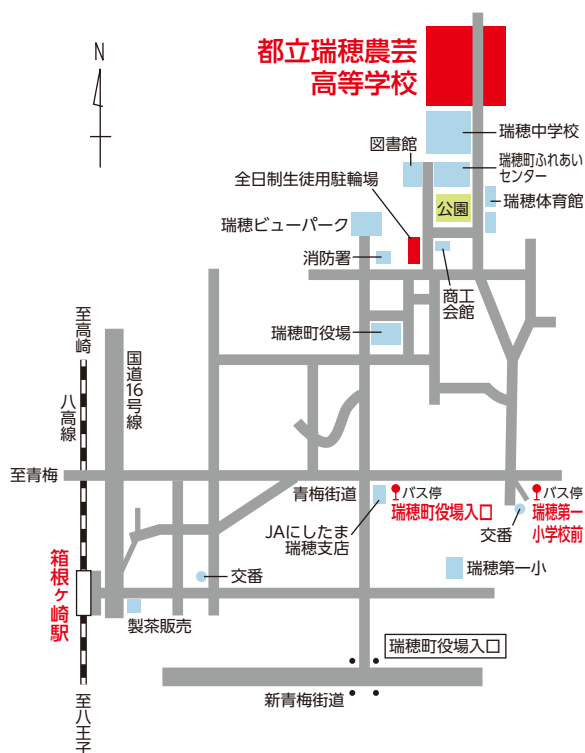 N
都立瑞穂農芸
高等学校
瑞穂中学校
図書館
瑞穂町ふれあい
センター
全日制生徒用駐輪場
公園
瑞穂体育館
瑞穂ビューパーク
消防署
商工
会館
至高崎
国道16号線
瑞穂町役場
八高線
至青梅
青梅街道
バス停
瑞穂町役場入口
バス停
瑞穂第一
小学校前
JAにしたま
瑞穂支店
交番
箱根ヶ崎駅
交番
瑞穂第一小
製茶販売
瑞穂町役場入口
至八王子
新青梅街道